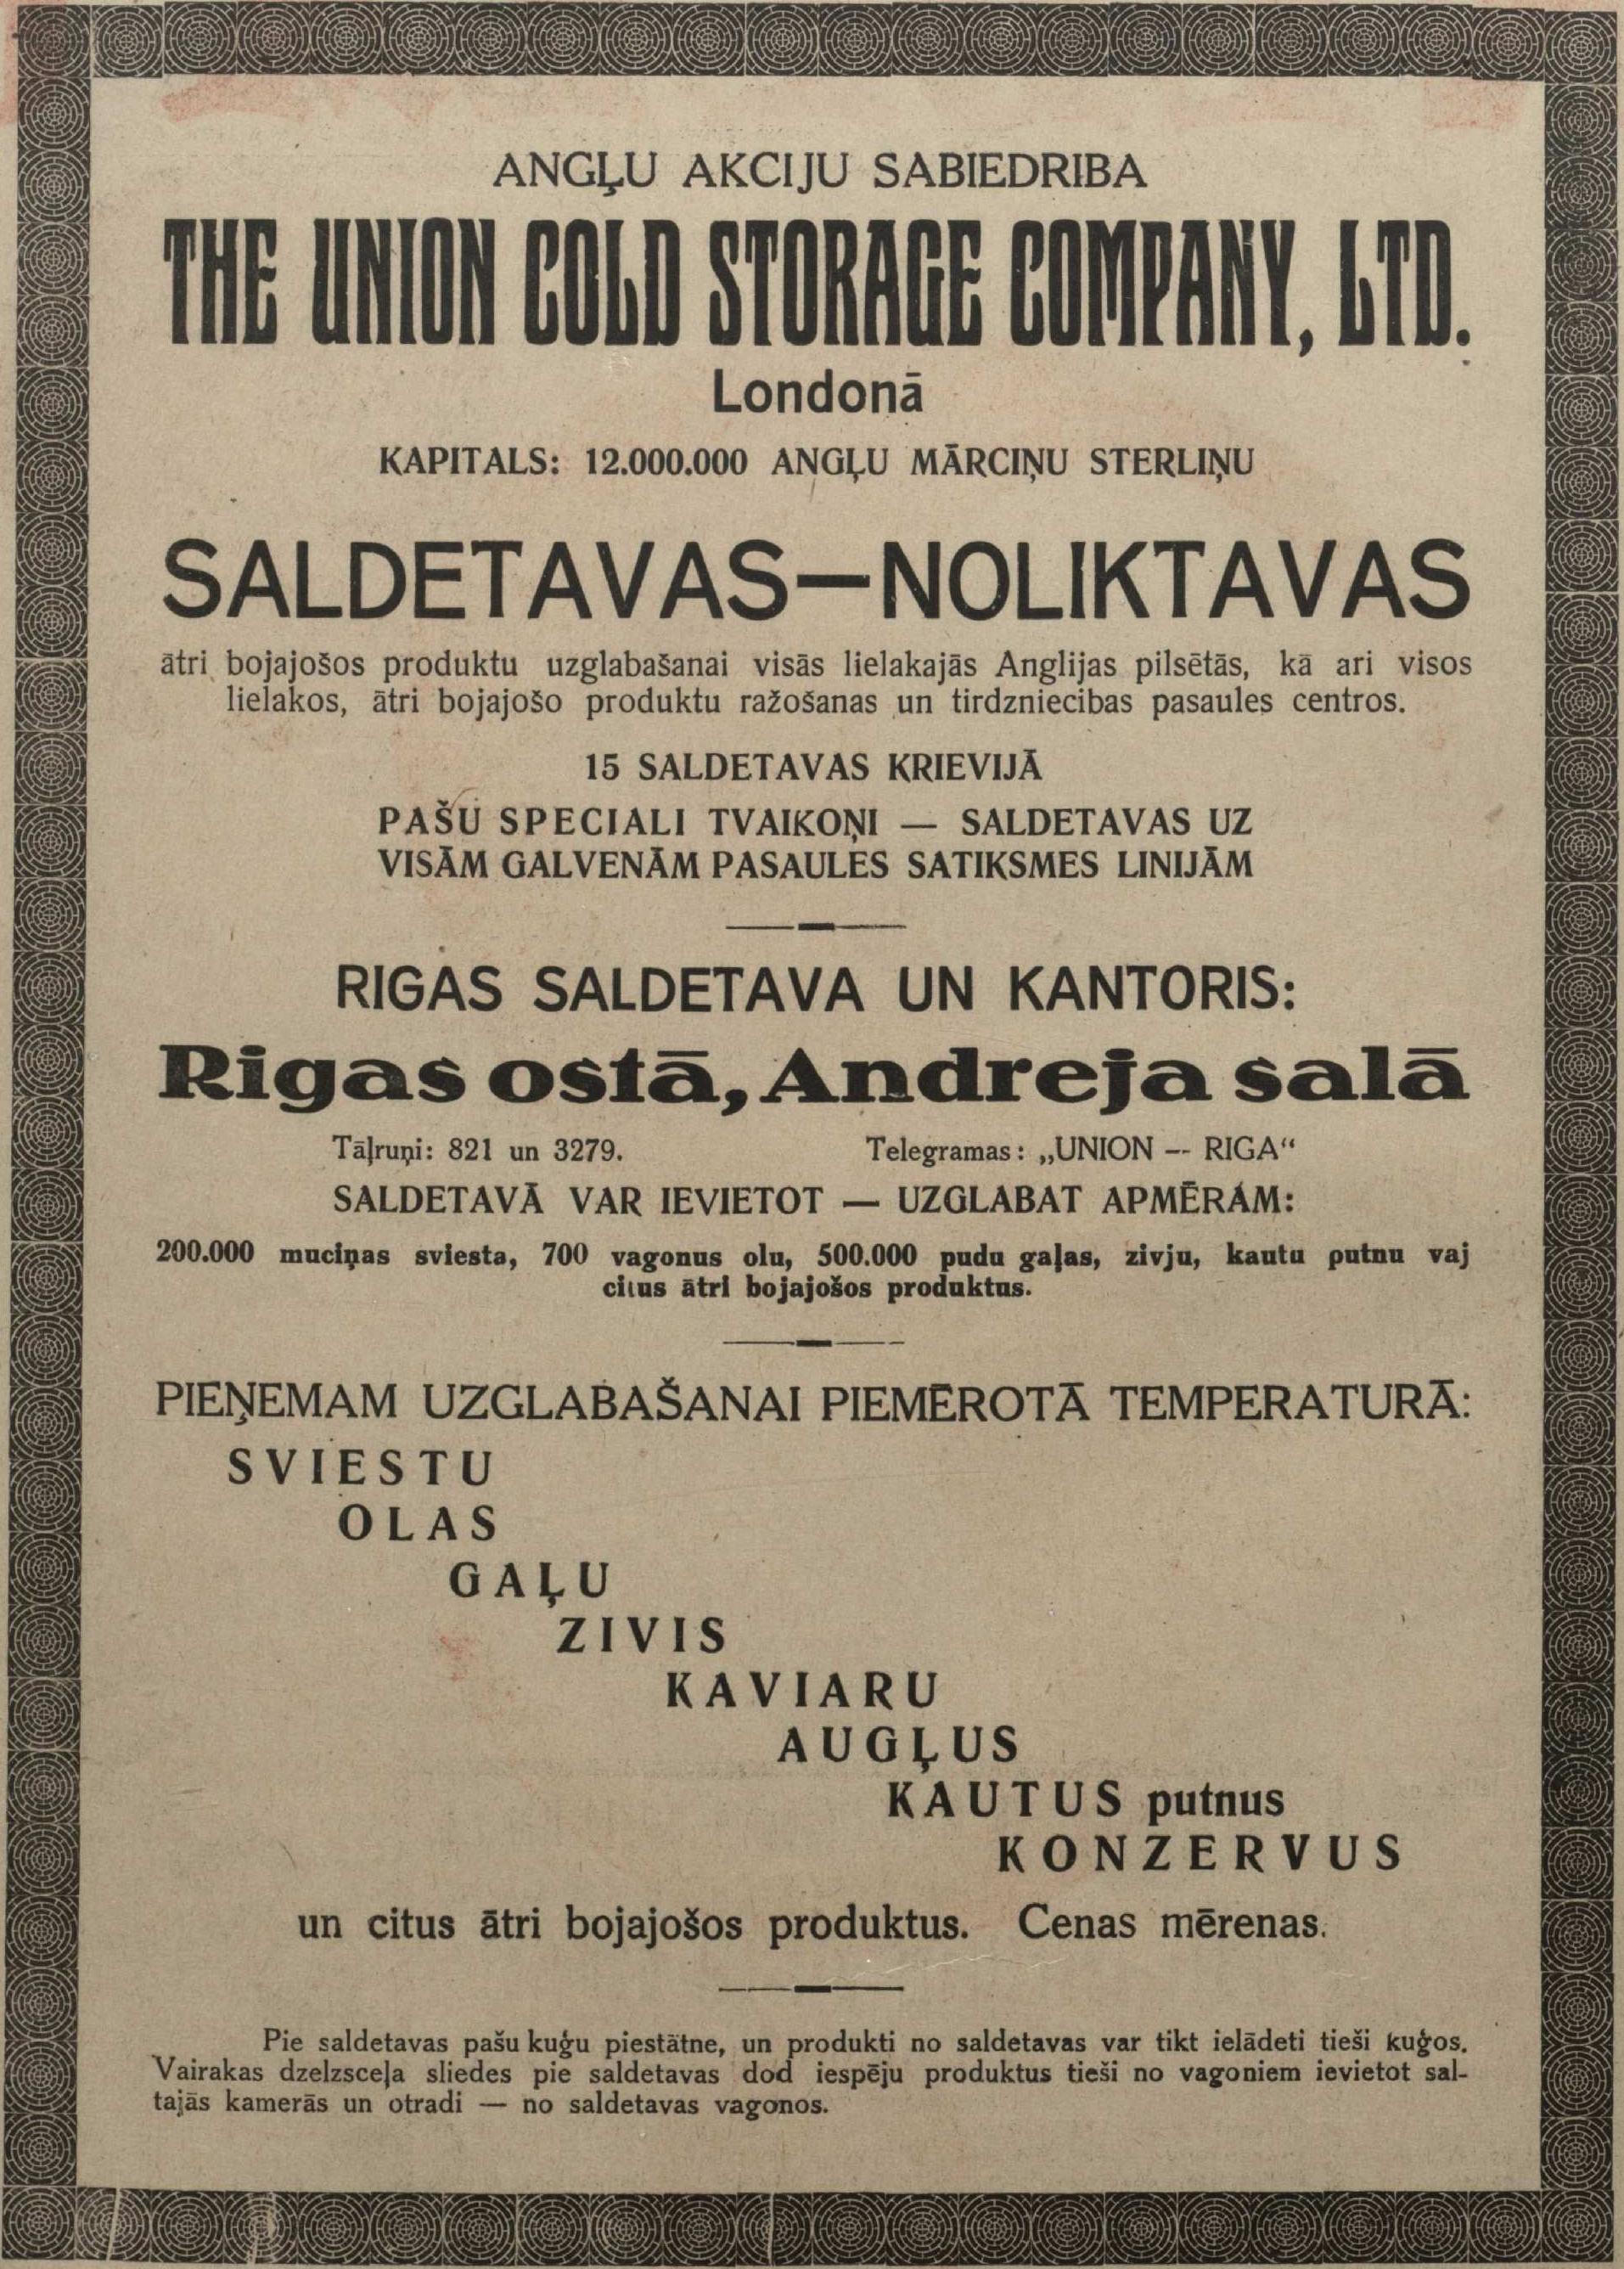 ANGĻU AKCIJU SABIEDRIBA
THE UNION COLD STORAGE COMPANY, LTD.
Londonā
KAPITALS: 12.000.000 ANGĻU MĀRCIŅU STERLIŅU
SALDETAVAS—NOLIKTAVAS
ātri bojajošos produktu uzglabašanai visās lielakajās Anglijas pilsētās, kā ari visos
lielakos, ātri bojajošo produktu ražošanas un tirdzniecibas pasaules centros.
15 SALDETAVAS KRIEVIJĀ
PAŠU SPECIALI TVAIKOŅI — SALDETAVAS UZ
VISĀM GALVENĀM PASAULES SATIKSMES LINIJĀM
RIGAS SALDETAVA UN KANTORIS:
Rigas ostā, Andreja salā
Tāļruņi: 821 un 3279.	Telegramas: „UNION -- RIGA“
SALDETAVĀ VAR IEVIETOT — UZGLABAT APMĒRAM:
200.000 muciņas sviesta, 700 vagonus olu, 500.000 pudu gaļas, zivju, kautu putnu vaj
citus ātri bojajošos produktus.
PIEŅEMAM UZGLABAŠANAI PIEMĒROTĀ TEMPERATURĀ:
SVIESTU
OLAS
GAĻU
ZIVIS
KAVIARU
AUGĻUS
KAUTUS putnus
KONZERVUS
un citus ātri bojajošos produktus. Cenas mērenas.
Pie saldetavas pašu kuģu piestātne, un produkti no saldetavas var tikt ielādeti tieši kuģos.
Vairakas dzelzsceļa sliedes pie saldetavas dod iespēju produktus tieši no vagoniem ievietot sal-
tajās kamerās un otradi — no saldetavas vagonos.